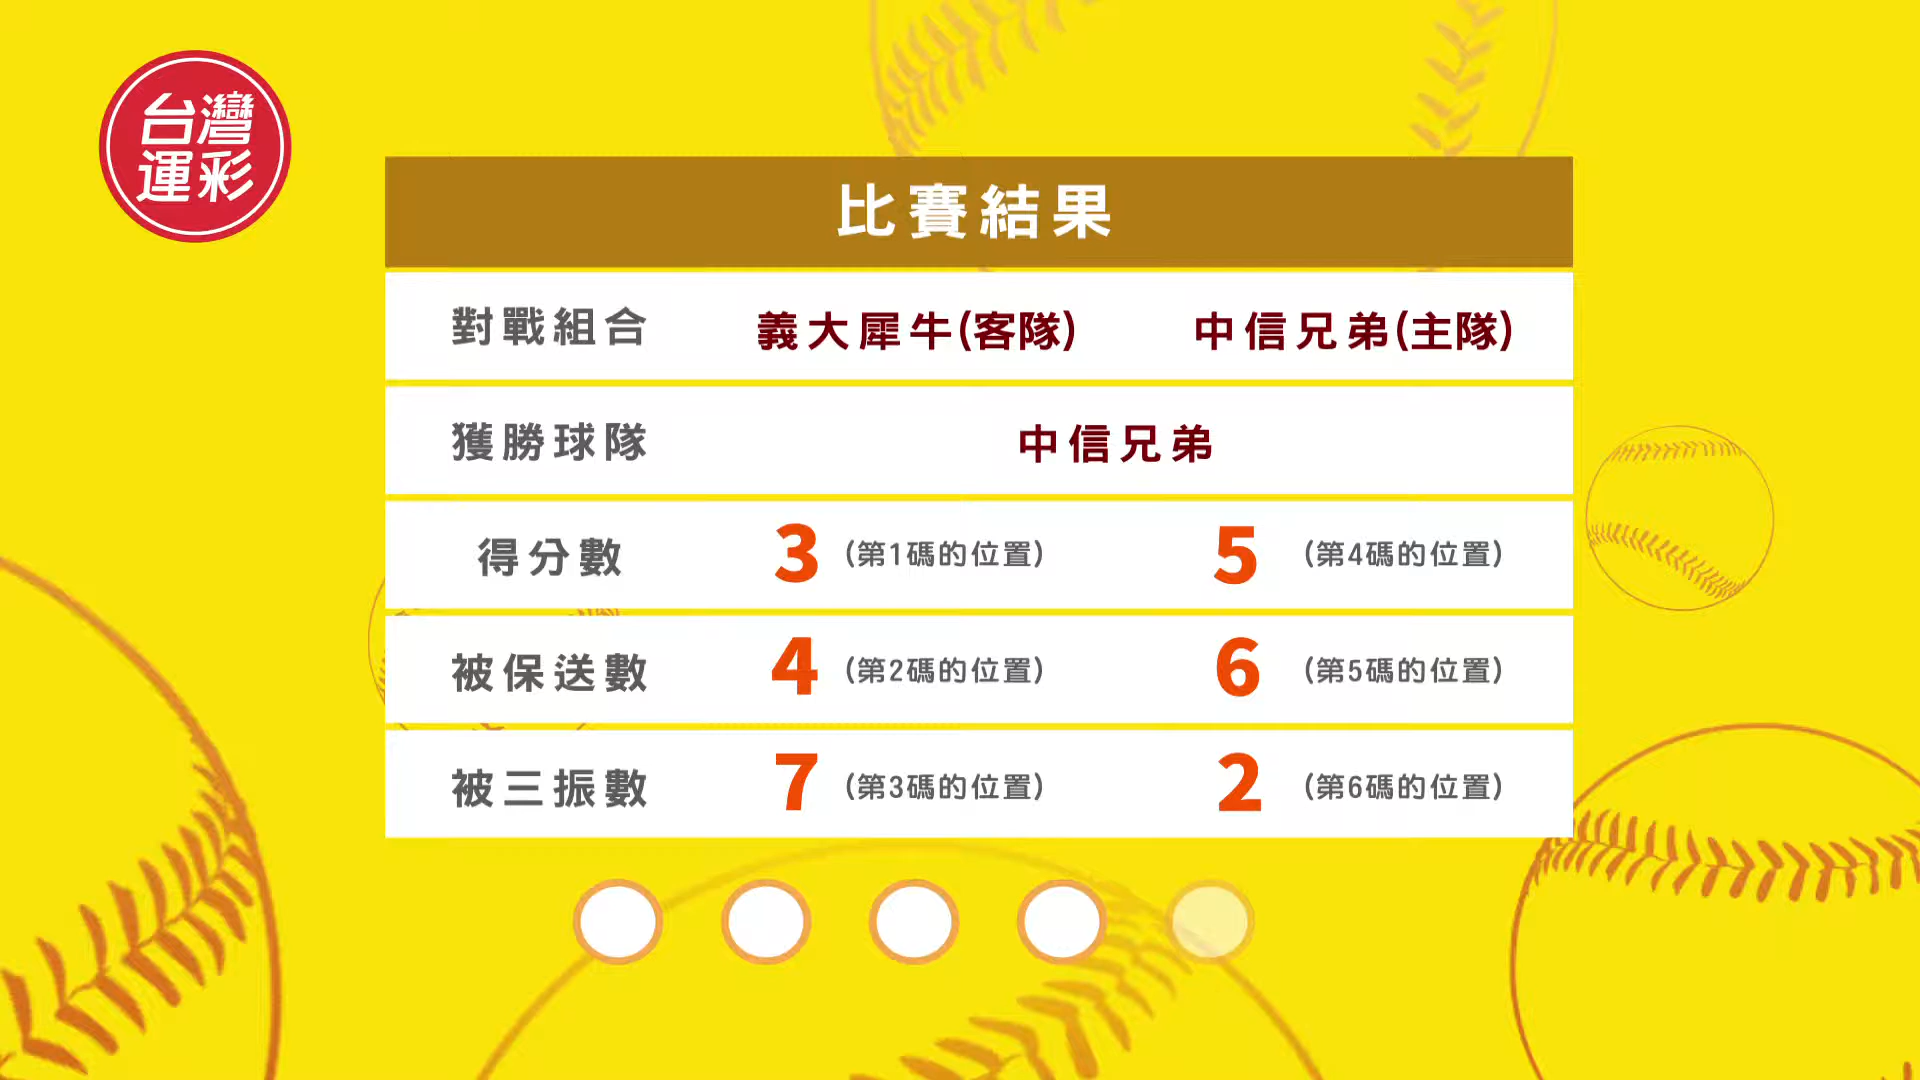 台灣
運彩
比賽結果
對戰組合 義大犀牛(客隊) 中信兄弟(主隊)
獲勝球隊 中信兄弟
得分數 3 (第1碼的位置) 5 (第4碼的位置)
被保送數 4 (第2碼的位置) 6 (第5碼的位置)
被三振數 7 (第3碼的位置) 2 (第6碼的位置)